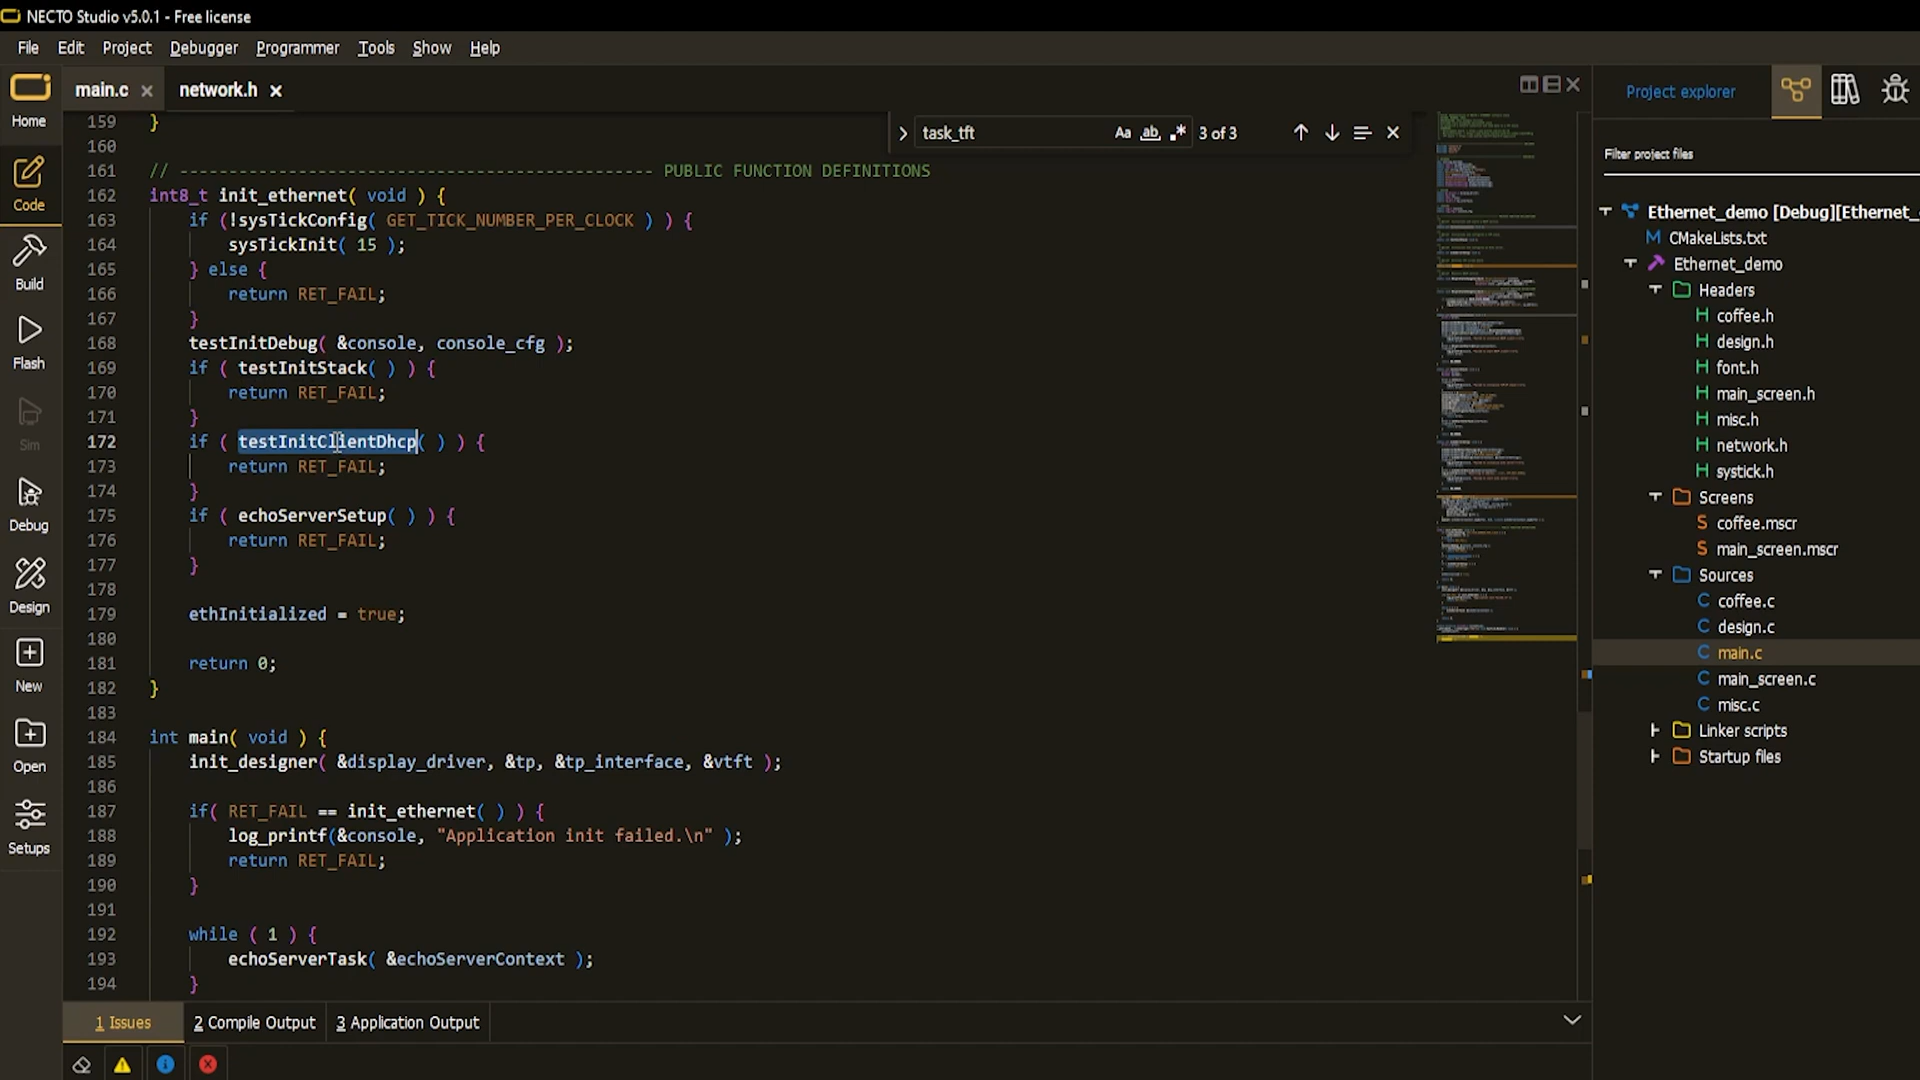 NECTO Studio v5.0.1 - Free license
File Edit Project Debugger Programmer Tools Show Help
main.c network.h
Home
Code
Build
Flash
Sim
Debug
Design
New
Open
Setups
task_tft Aa ab 3 of 3
159 }
160
161 // ------------------------------------------------ PUBLIC FUNCTION DEFINITIONS
162 int8_t init_ethernet( void ) {
163 if (!sysTickConfig( GET_TICK_NUMBER_PER_CLOCK ) ) {
164 sysTickInit( 15 );
165 } else {
166 return RET_FAIL;
167 }
168 testInitDebug( &console, console_cfg );
169 if ( testInitStack( ) ) {
170 return RET_FAIL;
171 }
172 if ( testInitClientDhcp( ) ) {
173 return RET_FAIL;
174 }
175 if ( echoServerSetup( ) ) {
176 return RET_FAIL;
177 }
178
179 ethInitialized = true;
180
181 return 0;
182 }
183
184 int main( void ) {
185 init_designer( &display_driver, &tp, &tp_interface, &vtft );
186
187 if( RET_FAIL == init_ethernet( ) ) {
188 log_printf(&console, "Application init failed.\n" );
189 return RET_FAIL;
190 }
191
192 while ( 1 ) {
193 echoServerTask( &echoServerContext );
194 }
1 Issues 2 Compile Output 3 Application Output
Project explorer
Filter project files
Ethernet_demo [Debug][Ethernet_
CMakeLists.txt
Ethernet_demo
Headers
coffee.h
design.h
font.h
main_screen.h
misc.h
network.h
systick.h
Screens
coffee.mscr
main_screen.mscr
Sources
coffee.c
design.c
main.c
main_screen.c
misc.c
Linker scripts
Startup files